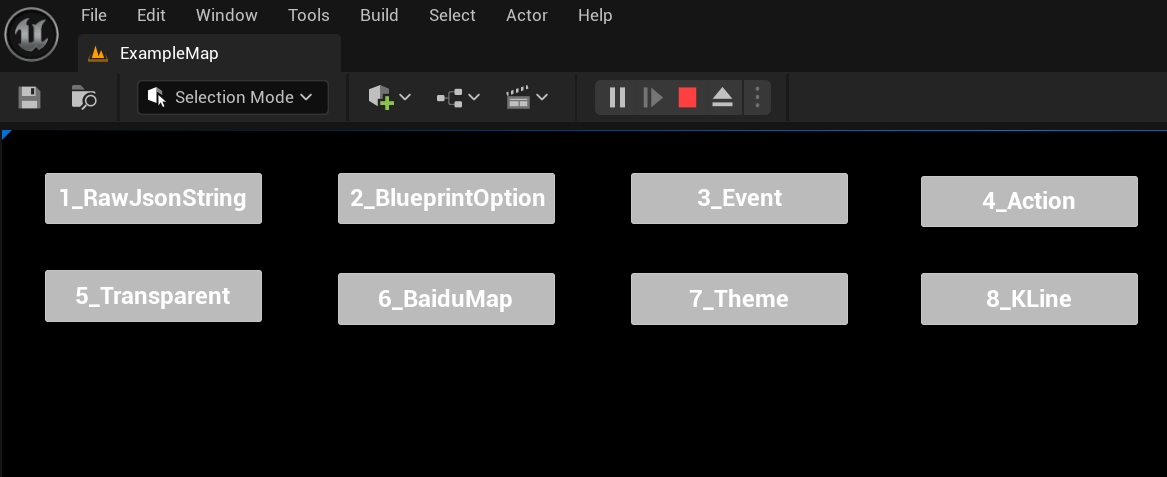 File Edit Window Tools Build Select Actor Help
ExampleMap
Selection Mode
1_RawJsonString 2_BlueprintOption 3_Event 4_Action
5_Transparent 6_BaiduMap 7_Theme 8_KLine